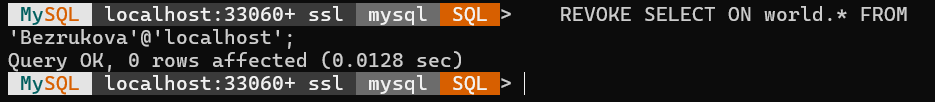 MySQL localhost:33060+ ssl mysql SQL > REVOKE SELECT ON world.* FROM
'Bezrukova'@'localhost';
Query OK, 0 rows affected (0.0128 sec)
MySQL localhost:33060+ ssl mysql SQL >